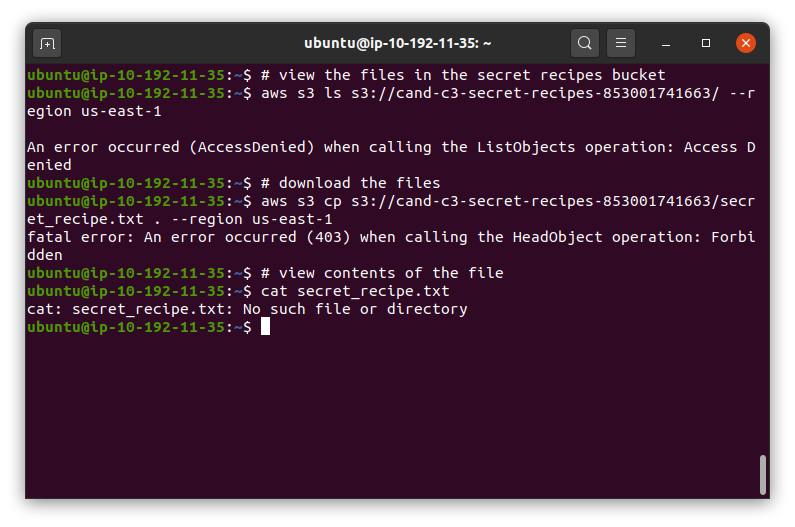 ubuntu@ip-10-192-11-35: ~
ubuntu@ip-10-192-11-35:~$ # view the files in the secret recipes bucket
ubuntu@ip-10-192-11-35:~$ aws s3 ls s3://cand-c3-secret-recipes-853001741663/ --r
egion us-east-1
An error occurred (AccessDenied) when calling the ListObjects operation: Access D
enied
ubuntu@ip-10-192-11-35:~$ # download the files
ubuntu@ip-10-192-11-35:~$ aws s3 cp s3://cand-c3-secret-recipes-853001741663/secr
et_recipe.txt . --region us-east-1
fatal error: An error occurred (403) when calling the HeadObject operation: Forbi
dden
ubuntu@ip-10-192-11-35:~$ # view contents of the file
ubuntu@ip-10-192-11-35:~$ cat secret_recipe.txt
cat: secret_recipe.txt: No such file or directory
ubuntu@ip-10-192-11-35:~$